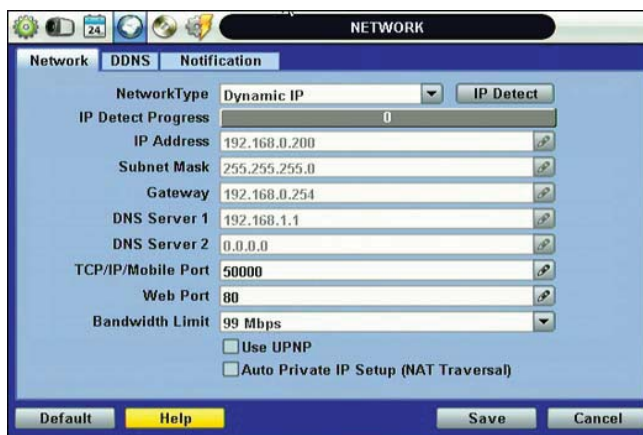 24
NETWORK
Network DDNS Notification
NetworkType Dynamic IP IP Detect
IP Detect Progress 0
IP Address 192.168.0.200
Subnet Mask 255.255.255.0
Gateway 192.168.0.254
DNS Server 1 192.168.1.1
DNS Server 2 0.0.0.0
TCP/IP/Mobile Port 50000
Web Port 80
Bandwidth Limit 99 Mbps
Use UPNP
Auto Private IP Setup (NAT Traversal)
Default Help Save Cancel